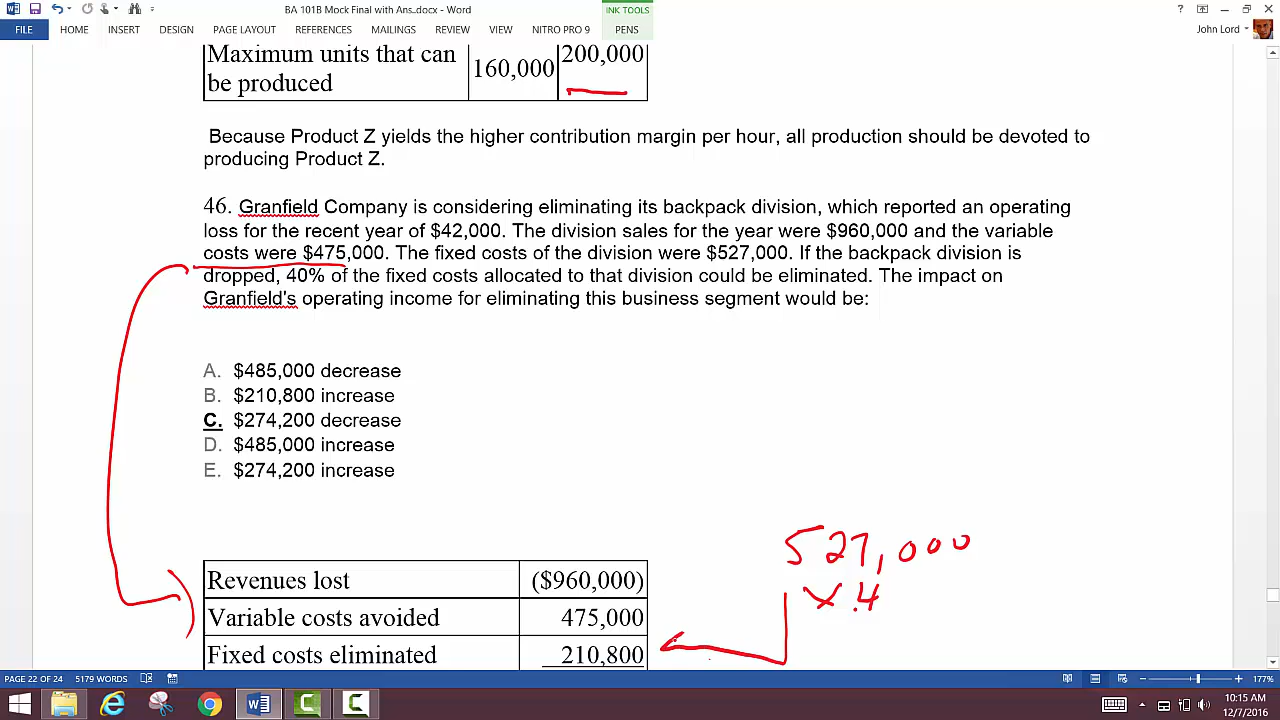 BA 101B Mock Final with Ans..docx - Word
INK TOOLS
FILE HOME INSERT DESIGN PAGE LAYOUT REFERENCES MAILINGS REVIEW VIEW NITRO PRO 9 PENS
John Lord
Maximum units that can be produced 160,000 200,000
Because Product Z yields the higher contribution margin per hour, all production should be devoted to
producing Product Z.
46. Granfield Company is considering eliminating its backpack division, which reported an operating
loss for the recent year of $42,000. The division sales for the year were $960,000 and the variable
costs were $475,000. The fixed costs of the division were $527,000. If the backpack division is
dropped, 40% of the fixed costs allocated to that division could be eliminated. The impact on
Granfield's operating income for eliminating this business segment would be:
A. $485,000 decrease
B. $210,800 increase
C. $274,200 decrease
D. $485,000 increase
E. $274,200 increase
527,000
x .4
Revenues lost ($960,000)
Variable costs avoided 475,000
Fixed costs eliminated 210,800
PAGE 22 OF 24 5179 WORDS 177%
10:15 AM
12/7/2016